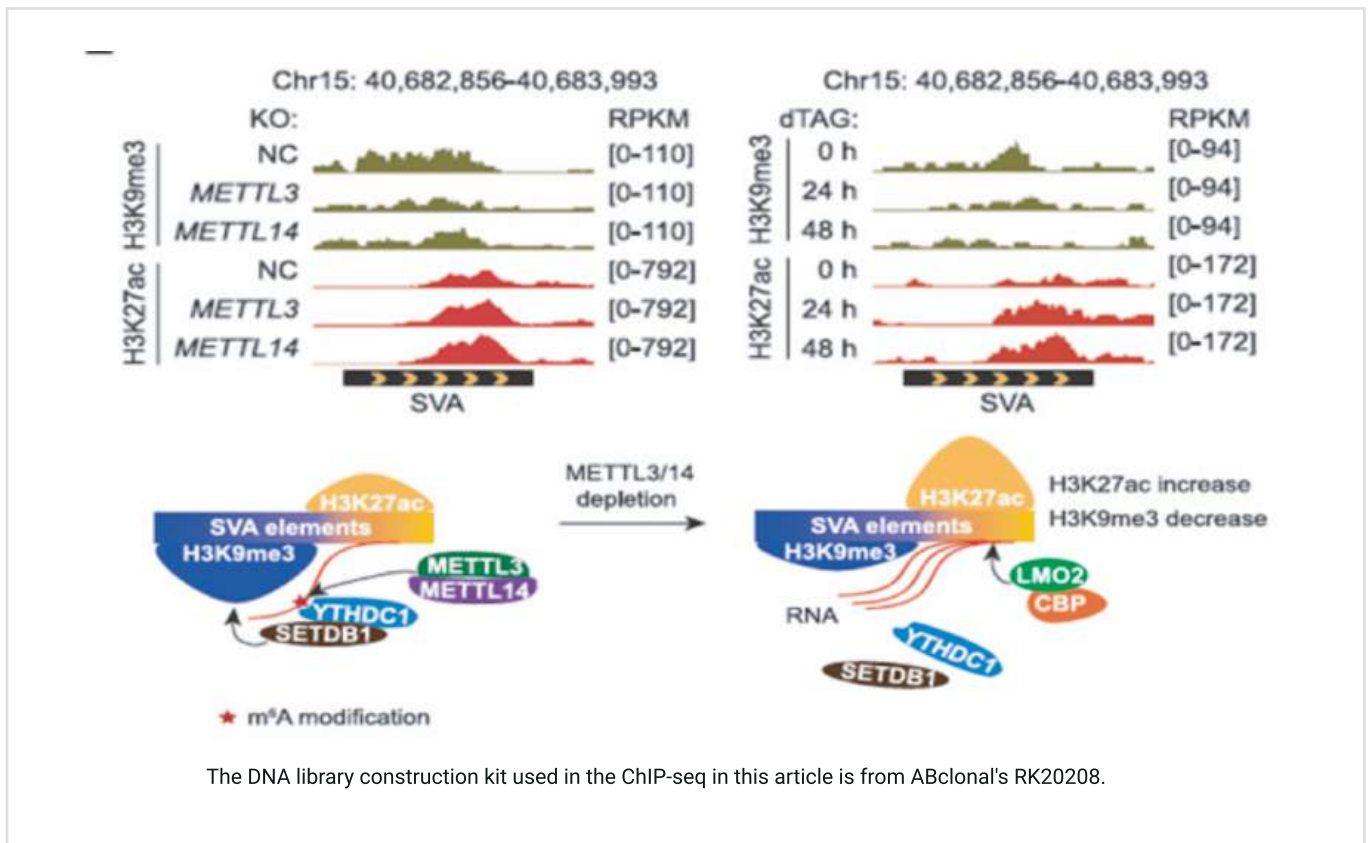 Chr15: 40,682,856-40,683,993
KO:
RPKM
H3K9me3
NC
[0-110]
METTL3
[0-110]
METTL14
[0-110]
H3K27ac
NC
[0-792]
METTL3
[0-792]
METTL14
[0-792]
SVA
Chr15: 40,682,856-40,683,993
dTAG:
RPKM
H3K9me3
0 h
[0-94]
24 h
[0-94]
48 h
[0-94]
H3K27ac
0 h
[0-172]
24 h
[0-172]
48 h
[0-172]
SVA
H3K27ac
SVA elements
H3K9me3
METTL3
METTL14
YTHDC1
SETDB1
★ m⁶A modification
METTL3/14
depletion
H3K27ac
SVA elements
H3K9me3
H3K27ac increase
H3K9me3 decrease
LMO2
CBP
RNA
YTHDC1
SETDB1
The DNA library construction kit used in the ChIP-seq in this article is from ABclonal's RK20208.